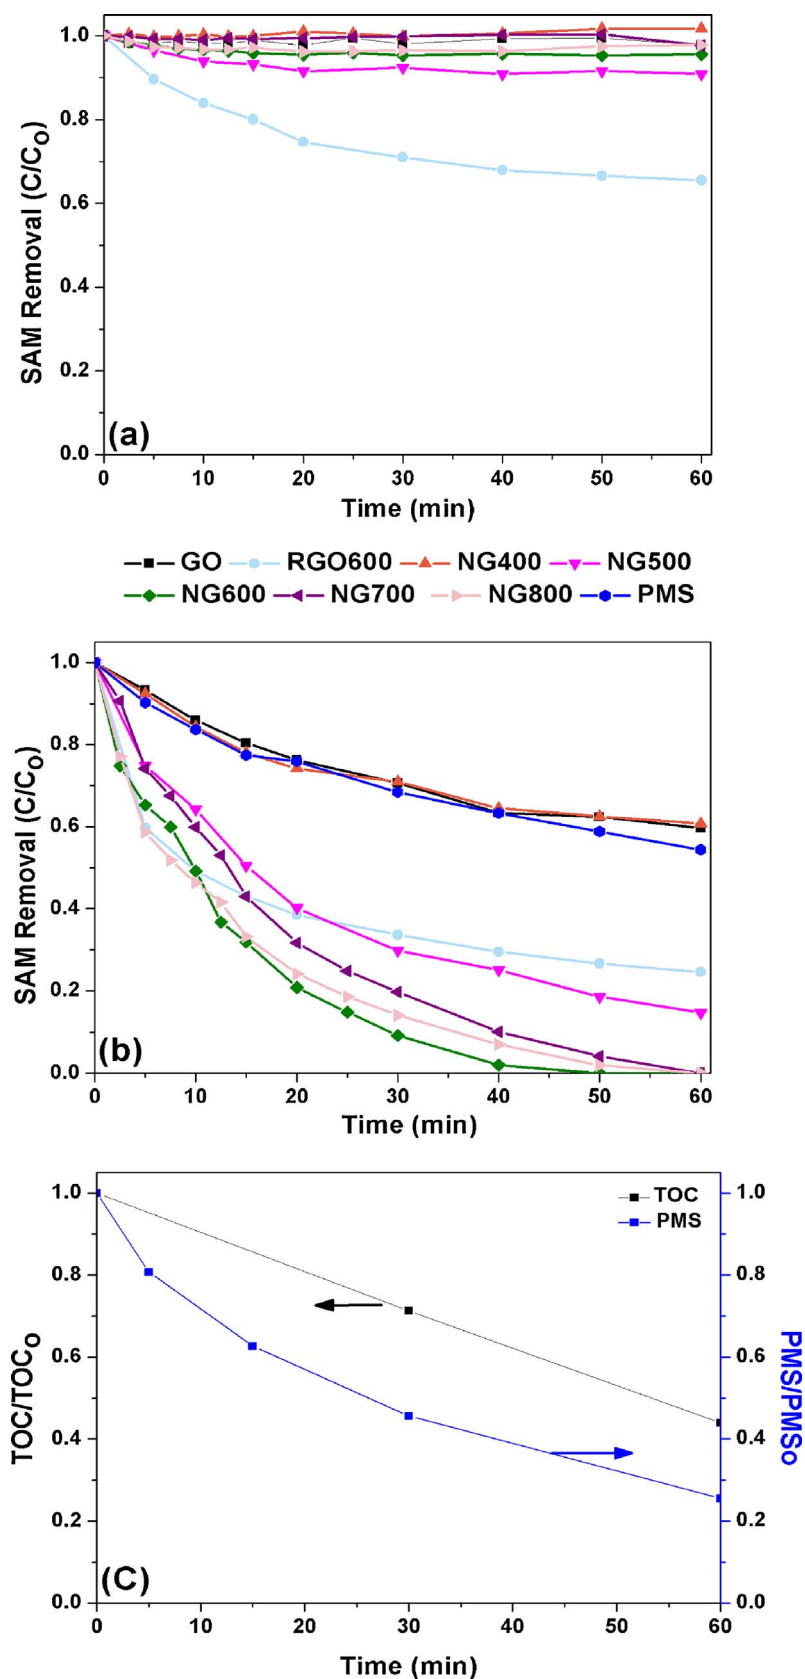 1.0
0.8
0.6
0.4
0.2
0.0
SAM Removal (C/Co)
(a)
0 10 20 30 40 50 60
Time (min)
GO RGO600 NG400 NG500
NG600 NG700 NG800 PMS
1.0
0.8
0.6
0.4
0.2
0.0
SAM Removal (C/Co)
(b)
0 10 20 30 40 50 60
Time (min)
1.0
0.8
0.6
0.4
0.2
0.0
TOC/TOCo
TOC
PMS
(C)
1.0
0.8
0.6
0.4
0.2
0.0
PMS/PMSo
0 10 20 30 40 50 60
Time (min)